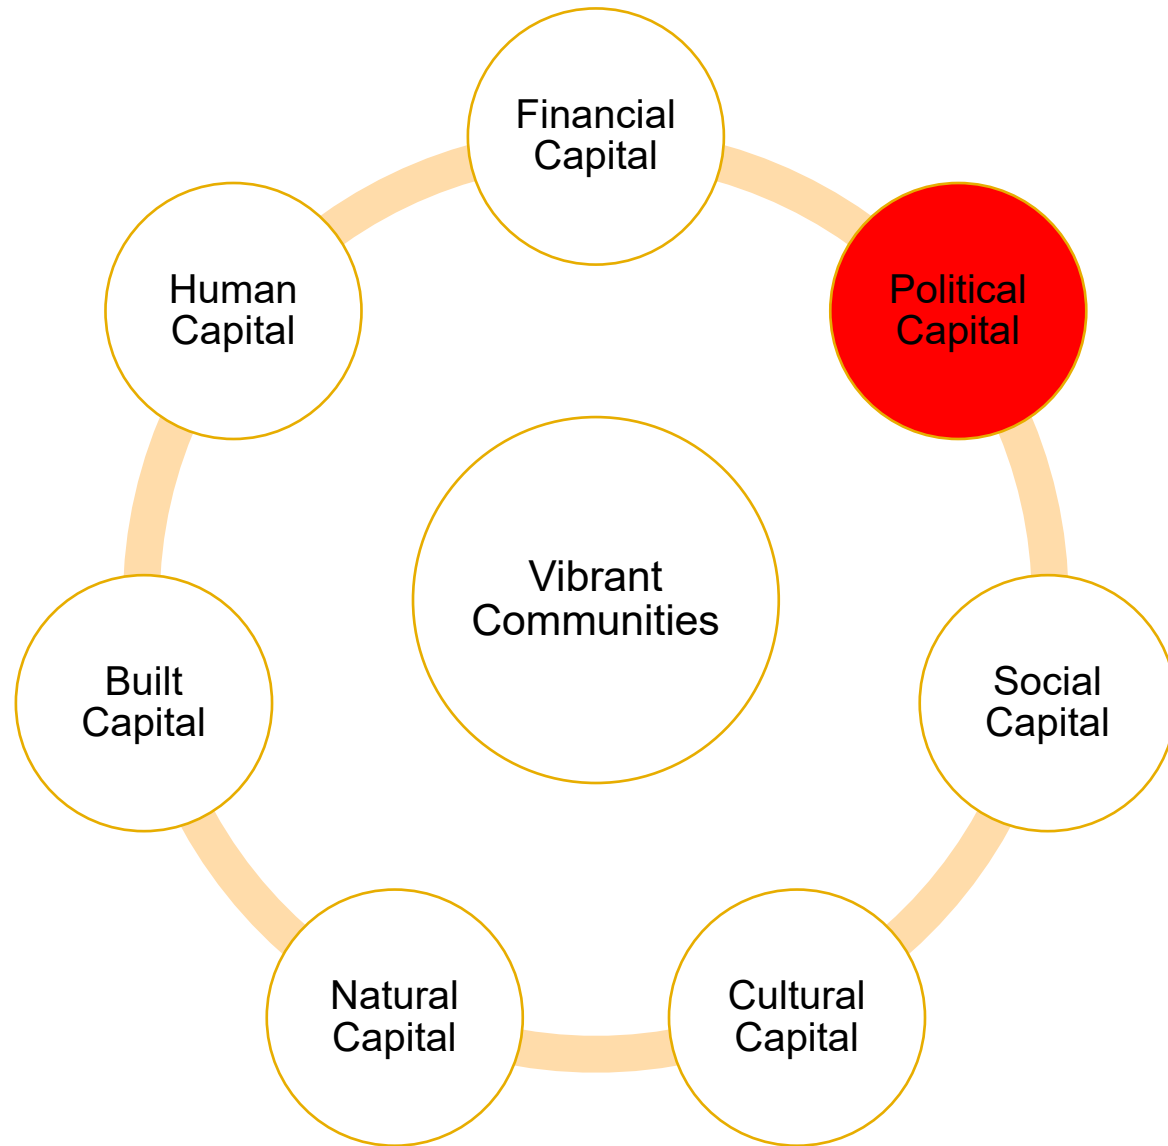 Financial
Capital
Political
Capital
Social
Capital
Cultural
Capital
Natural
Capital
Built
Capital
Human
Capital
Vibrant
Communities